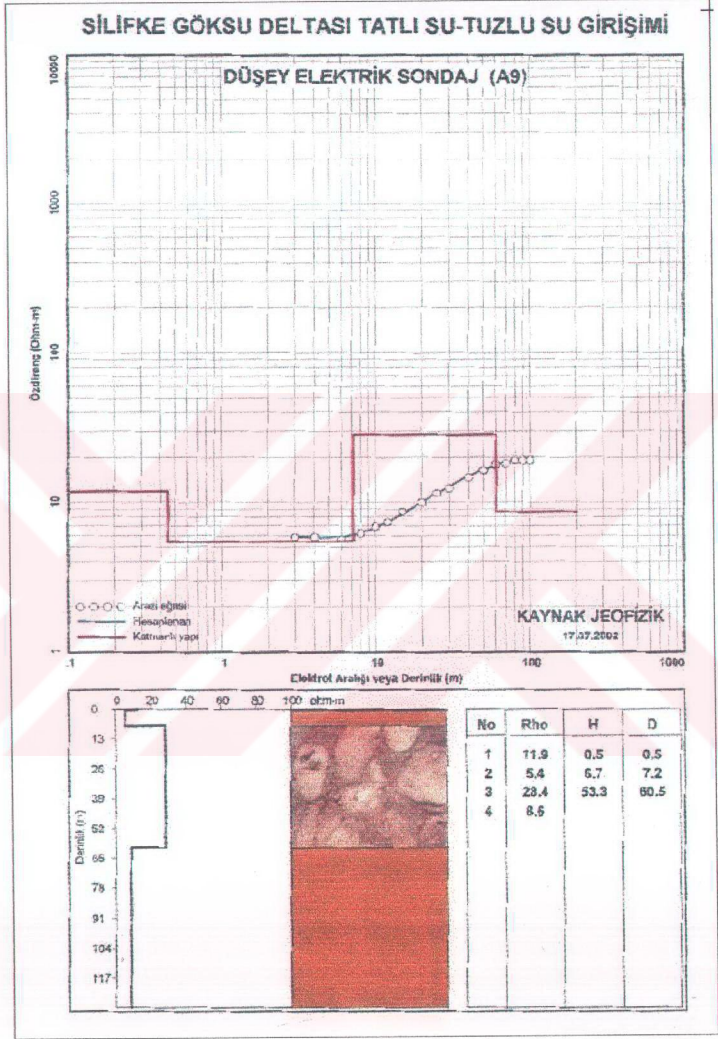 SİLİFKE GÖKSU DELTASI TATLI SU-TUZLU SU GİRİŞİMİ
DÜŞEY ELEKTRİK SONDAJ (A9)
10000
1000
100
10
1
Özdirenç (Ohm-m)
Arazi eğrisi
Hesaplanan
Katmanlı yapı
KAYNAK JEOFİZİK
17.07.2002
.1 1 10 100 1000
Elektrot Aralığı veya Derinlik (m)
0 20 40 60 80 100 ohm-m
0
13
26
39
52
65
78
91
104
117
Derinlik (m)
No Rho H D
1 11.9 0.5 0.5
2 5.4 6.7 7.2
3 28.4 53.3 60.5
4 8.6